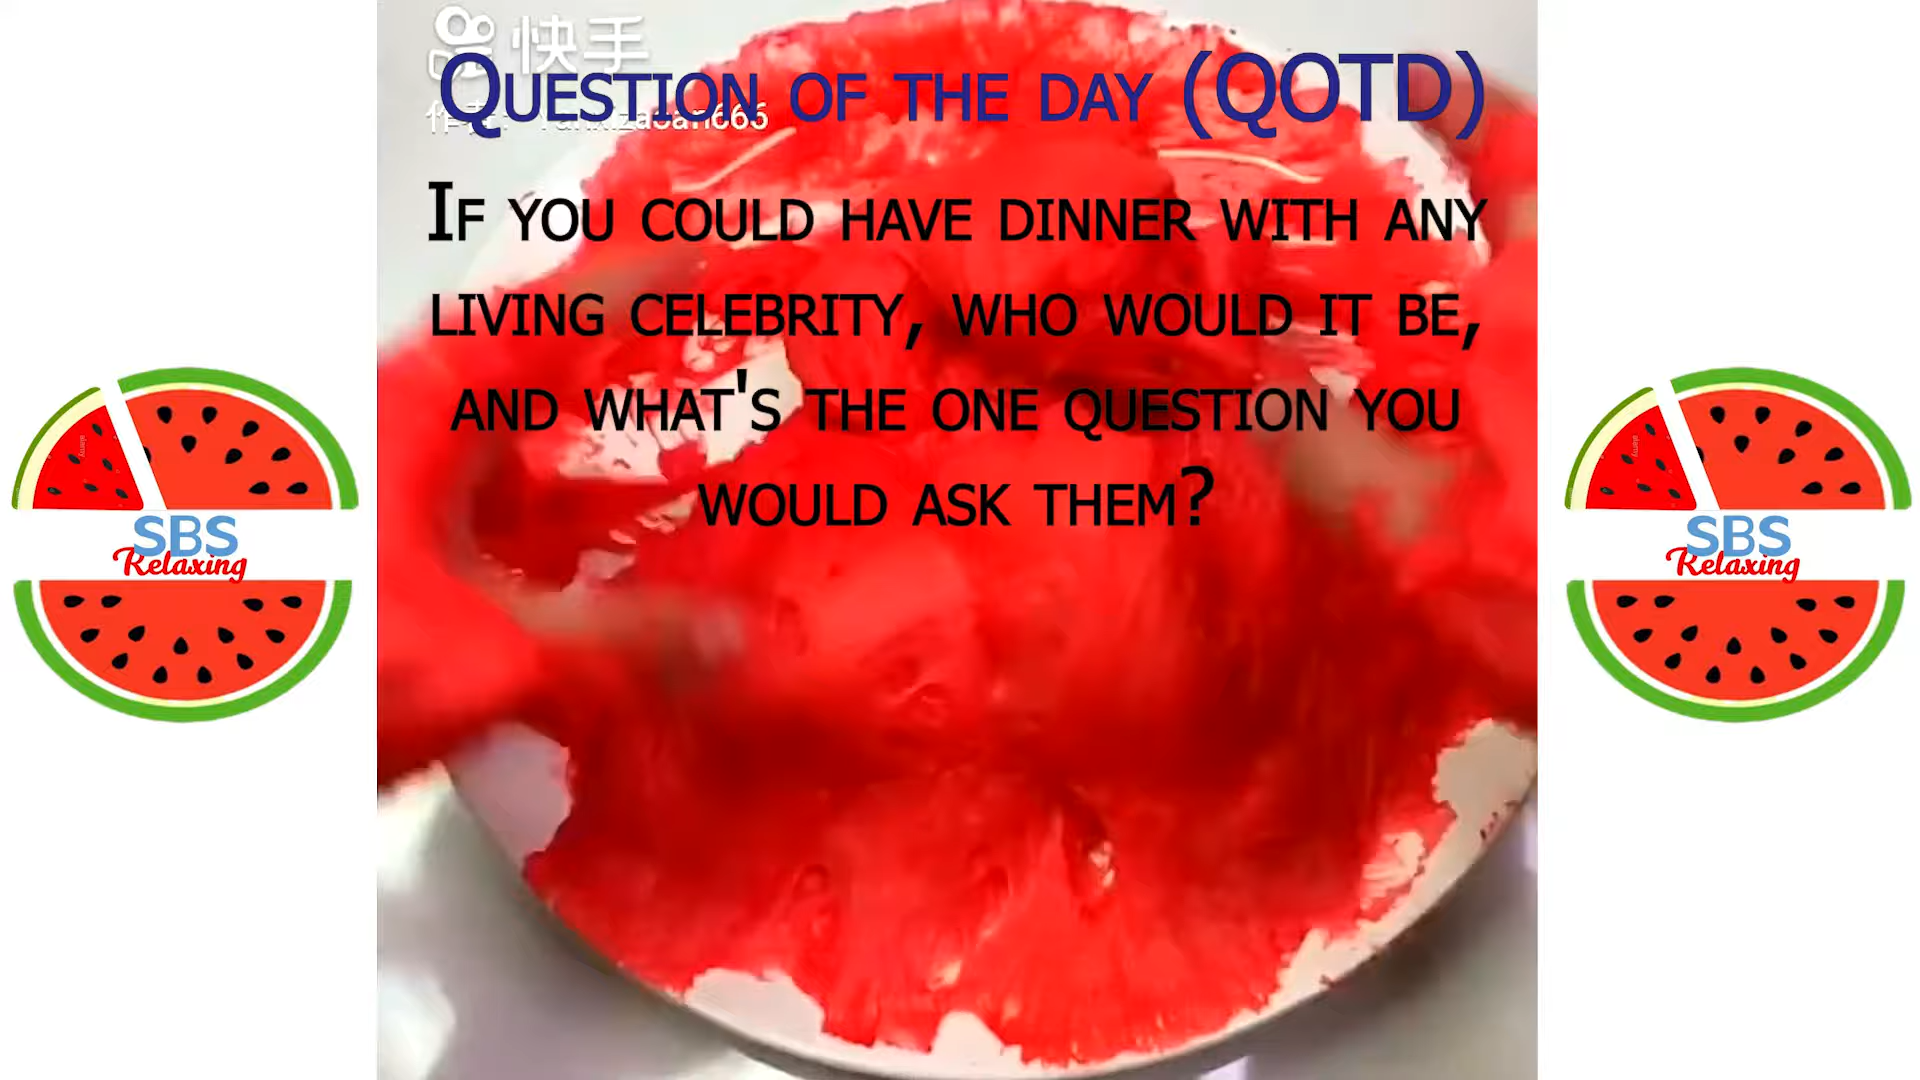 快手
Question of the day (QOTD)
If you could have dinner with any
living celebrity, who would it be,
and what's the one question you
would ask them?
SBS
Relaxing
SBS
Relaxing